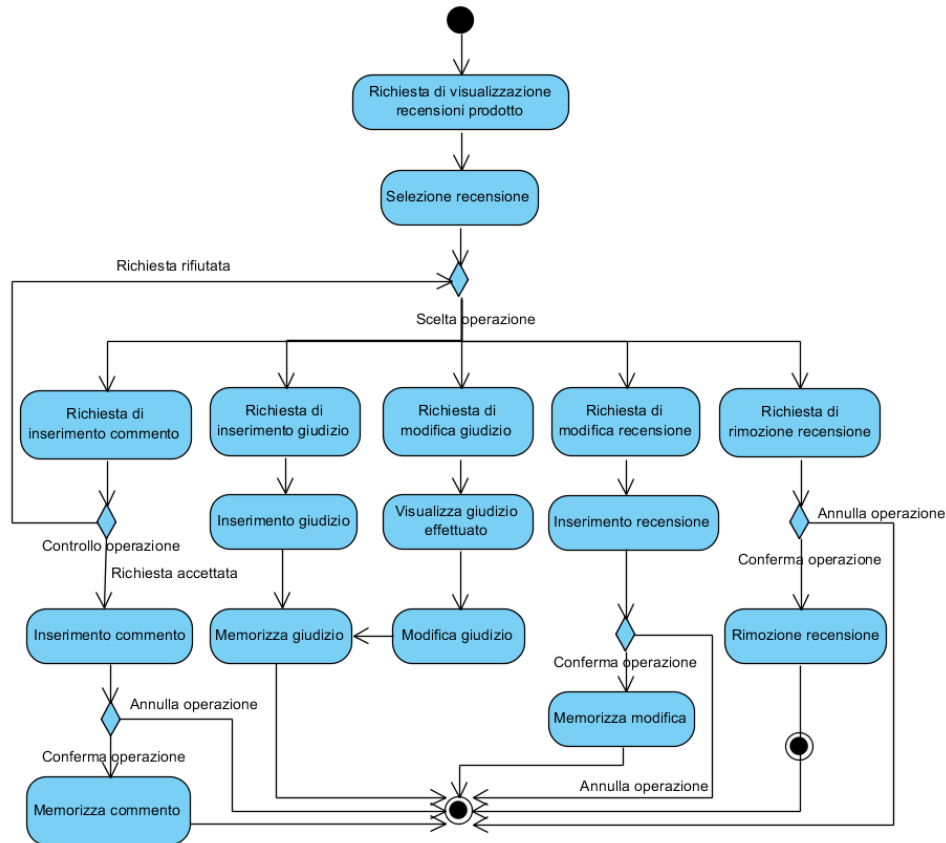 Richiesta di visualizzazione
recensioni prodotto
Selezione recensione
Richiesta rifiutata
Scelta operazione
Richiesta di
inserimento commento
Richiesta di
inserimento giudizio
Richiesta di
modifica giudizio
Richiesta di
modifica recensione
Richiesta di
rimozione recensione
Controllo operazione
Inserimento giudizio
Visualizza giudizio
effettuato
Inserimento recensione
Annulla operazione
Conferma operazione
Richiesta accettata
Inserimento commento
Memorizza giudizio
Modifica giudizio
Conferma operazione
Rimozione recensione
Annulla operazione
Memorizza modifica
Conferma operazione
Annulla operazione
Memorizza commento